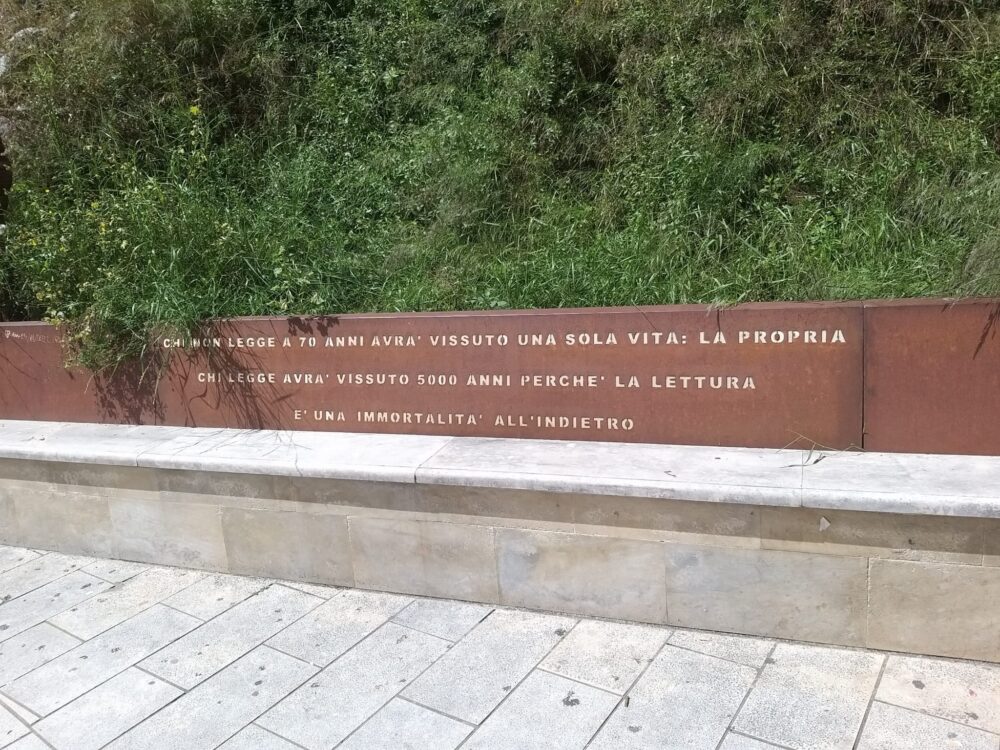 CHI NON LEGGE A 70 ANNI AVRA' VISSUTO UNA SOLA VITA: LA PROPRIA
CHI LEGGE AVRA' VISSUTO 5000 ANNI PERCHE' LA LETTURA
E' UNA IMMORTALITA' ALL'INDIETRO